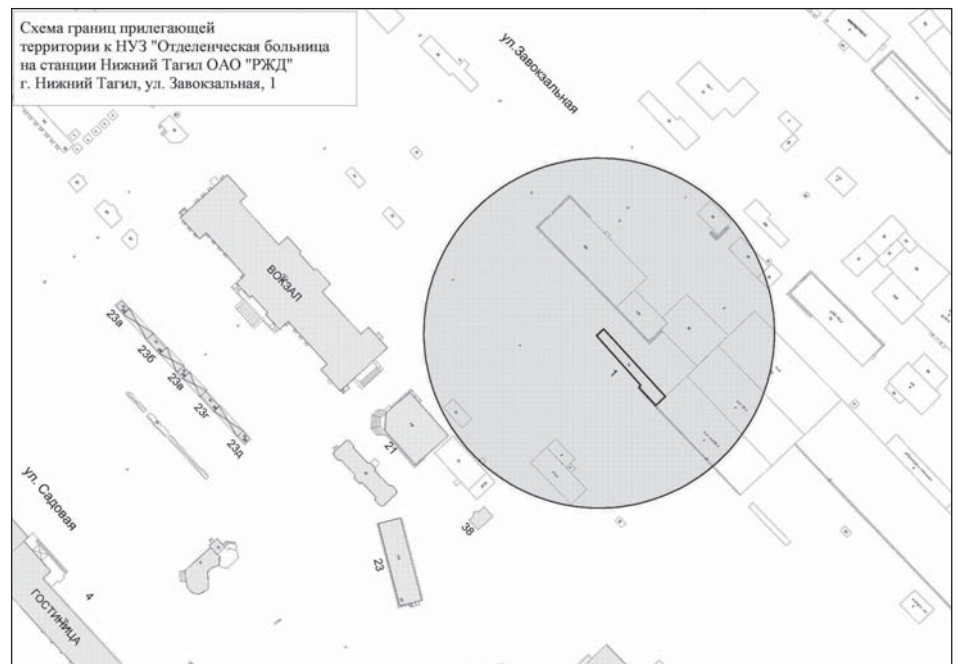 Схема границ прилегающей
территории к НУЗ "Отделенческая больница
на станции Нижний Тагил ОАО "РЖД"
г. Нижний Тагил, ул. Завокзальная, 1
ул.Завокзальная
ВОКЗАЛ
23а
23б
23в
23г
23д
1
21
38
23
ул. Садовая
4
ГОСТИНИЦА